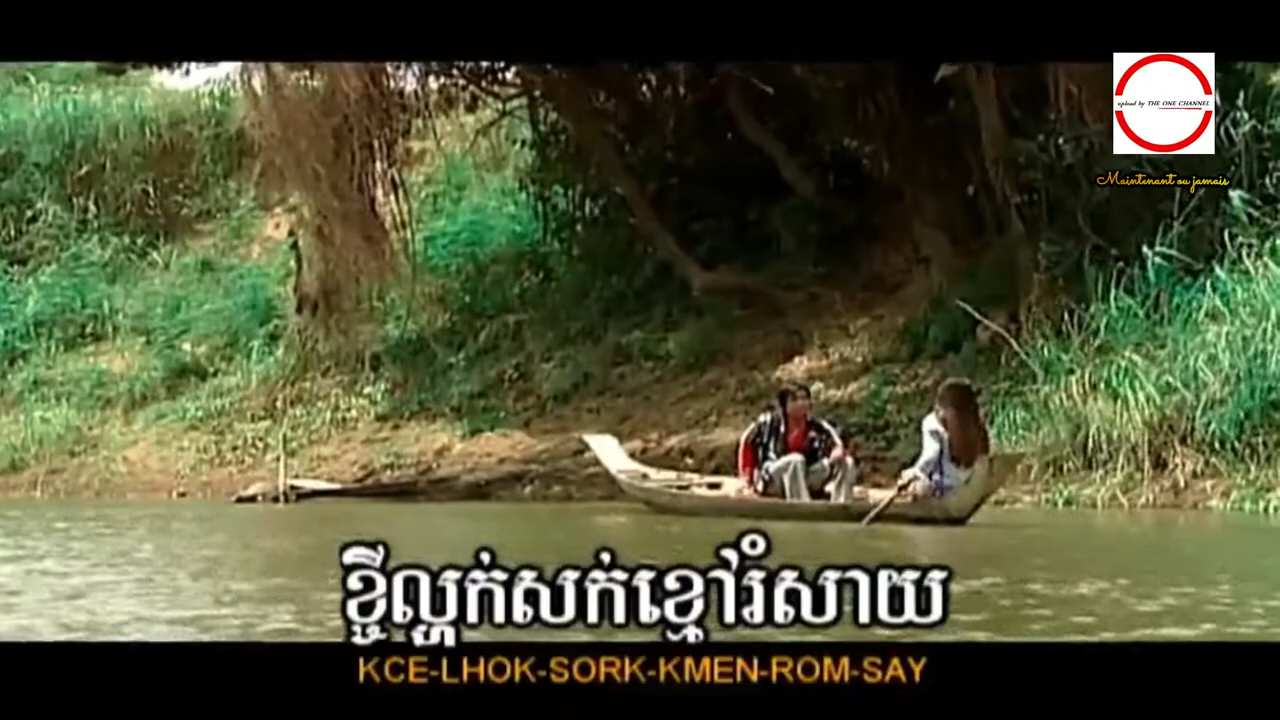 upload by THE ONE CHANNEL
Maintenant ou jamais
ខ្ចីល្ហក់សក់ខ្មៅរំសាយ
KCE-LHOK-SORK-KMEN-ROM-SAY